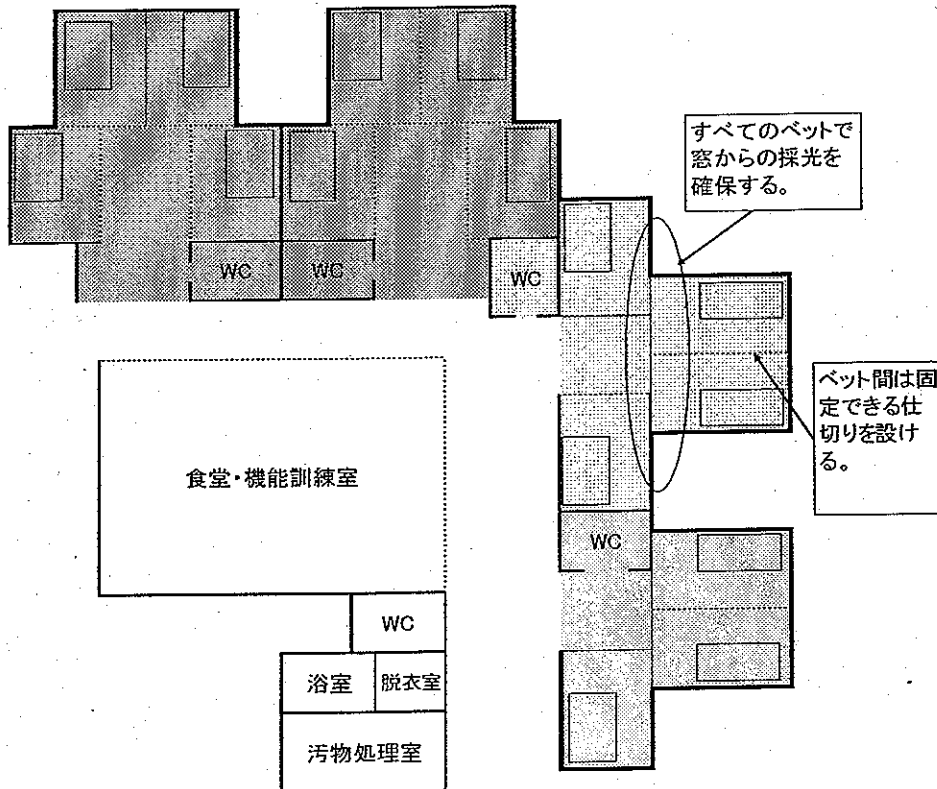 すべてのベットで
窓からの採光を
確保する。
WC
WC
WC
ベット間は固
定できる仕
切りを設け
る。
食堂・機能訓練室
WC
WC
浴室
脱衣室
汚物処理室